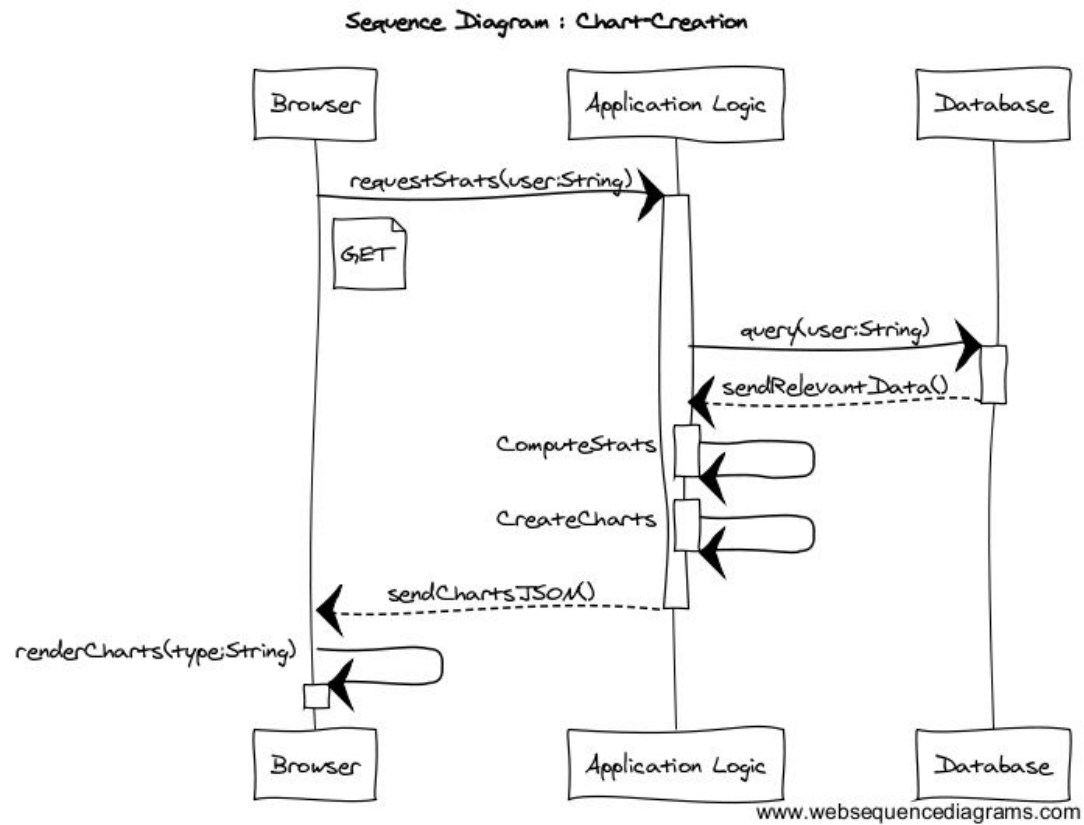 Sequence Diagram : Chart-Creation
Browser
Application Logic
Database
requestStats(user:String)
GET
query(user:String)
sendRelevantData()
ComputeStats
CreateCharts
sendChartsJSON()
renderCharts(type:String)
Browser
Application Logic
Database
www.websequencediagrams.com